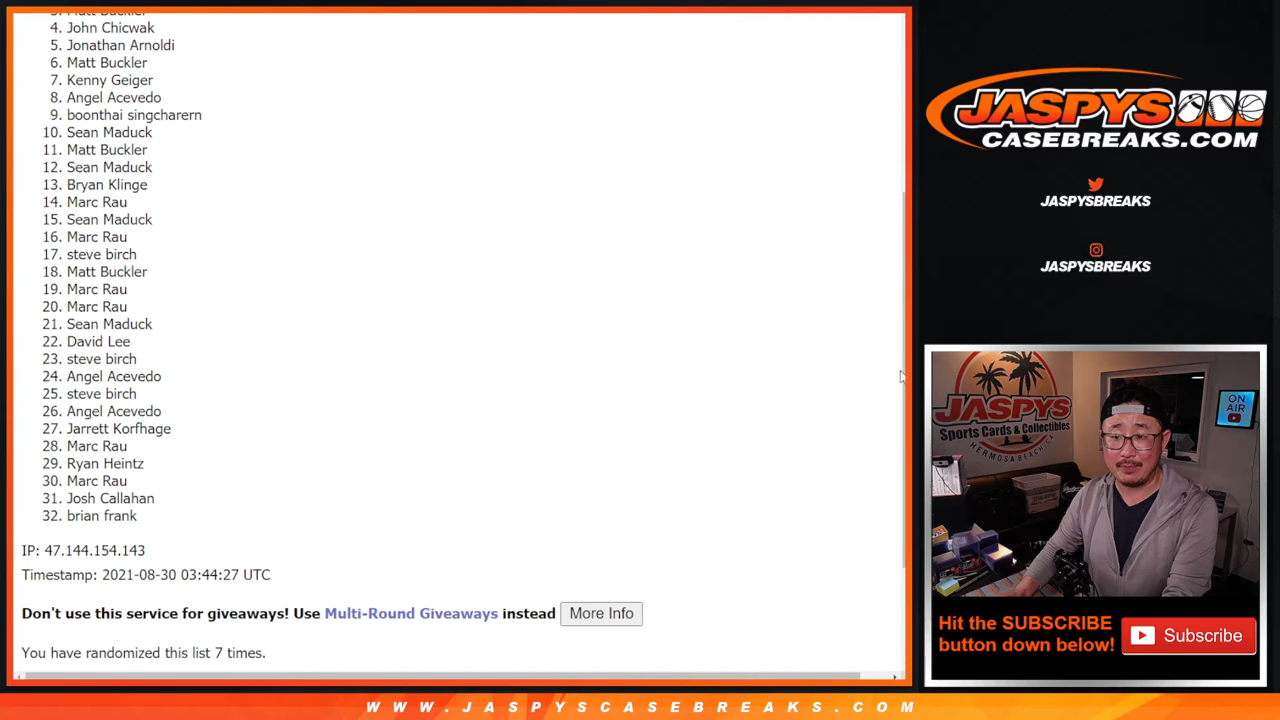 4. John Chicwak
5. Jonathan Arnoldi
6. Matt Buckler
7. Kenny Geiger
8. Angel Acevedo
9. boonthai singcharern
10. Sean Maduck
11. Matt Buckler
12. Sean Maduck
13. Bryan Klinge
14. Marc Rau
15. Sean Maduck
16. Marc Rau
17. steve birch
18. Matt Buckler
19. Marc Rau
20. Marc Rau
21. Sean Maduck
22. David Lee
23. steve birch
24. Angel Acevedo
25. steve birch
26. Angel Acevedo
27. Jarrett Korfhage
28. Marc Rau
29. Ryan Heintz
30. Marc Rau
31. Josh Callahan
32. brian frank
IP: 47.144.154.143
Timestamp: 2021-08-30 03:44:27 UTC
Don't use this service for giveaways! Use Multi-Round Giveaways instead More Info
You have randomized this list 7 times.
JASPYS
CASEBREAKS.COM
JASPYSBREAKS
JASPYSBREAKS
JASPYS
Sports Cards & Collectibles
HERMOSA BEACH, CA
ON
AIR
Hit the SUBSCRIBE
button down below!
Subscribe
WWW.JASPYSCASEBREAKS.COM